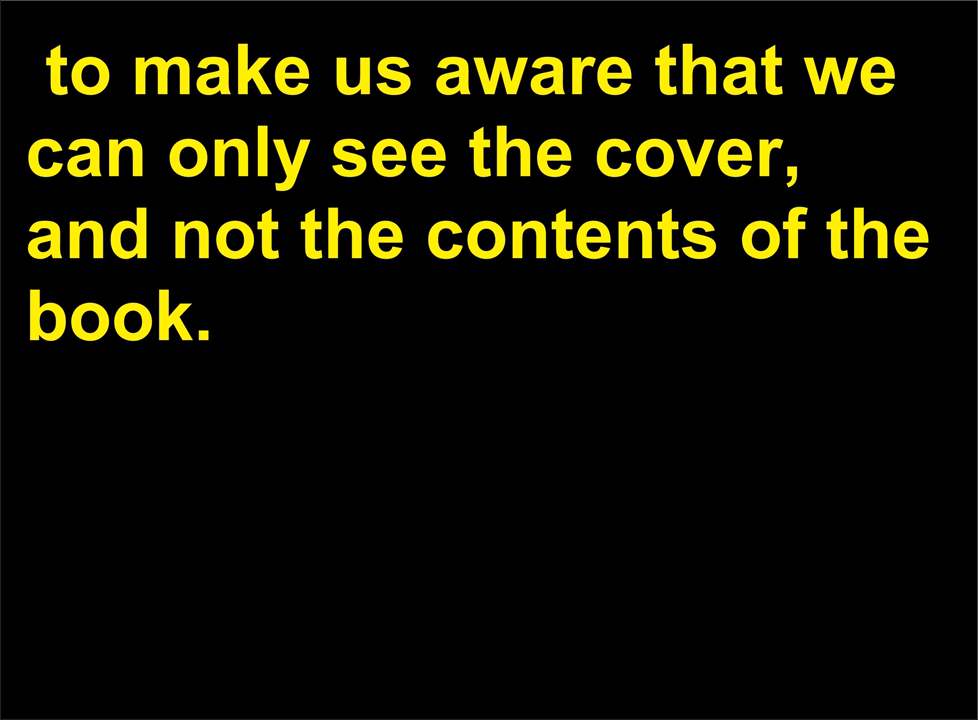 to make us aware that we
can only see the cover,
and not the contents of the
book.